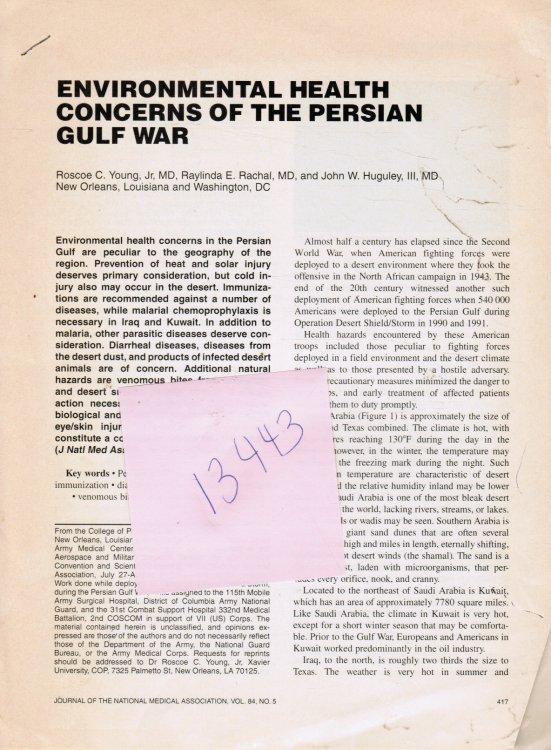 ENVIRONMENTAL HEALTH
CONCERNS OF THE PERSIAN
GULF WAR
Roscoe C. Young, Jr, MD, Raylinda E. Rachal, MD, and John W. Huguley, III, MD
New Orleans, Louisiana and Washington, DC
Environmental health concerns in the Persian
Gulf are peculiar to the geography of the
region. Prevention of heat and solar injury
deserves primary consideration, but cold in-
jury also may occur in the desert. Immuniza-
tions are recommended against a number of
diseases, while malarial chemoprophylaxis is
necessary in Iraq and Kuwait. In addition to
malaria, other parasitic diseases deserve con-
sideration. Diarrheal diseases, diseases from
the desert dust, and products of infected desert
animals are of concern. Additional natural
hazards are venomous bites
and desert
action
biological and
eye/skin
constitute a
(J Natl Med
Key words •
immunization •
• venomous
13443
From the College of
New Orleans,
Army Medical Center
Aerospace and
Convention and
Association, July
Work done while
during the Persian Gulf assigned to the 115th Mobile
Army Surgical Hospital, District of Columbia Army National
Guard, and the 31st Combat Support Hospital 332nd Medical
Battalion, 2nd COSCOM in support of VII (US) Corps. The
material contained herein is unclassified, and opinions ex-
pressed are those of the authors and do not necessarily reflect
those of the Department of the Army, the National Guard
Bureau, or the Army Medical Corps. Requests for reprints
should be addressed to Dr Roscoe C. Young, Jr, Xavier
University, COP, 7325 Palmetto St, New Orleans, LA 70125.
Almost half a century has elapsed since the Second
World War, when American fighting forces were
deployed to a desert environment where they took the
offensive in the North African campaign in 1943. The
end of the 20th century witnessed another such
deployment of American fighting forces when 540 000
Americans were deployed to the Persian Gulf during
Operation Desert Shield/Storm in 1990 and 1991.
Health hazards encountered by these American
troops included those peculiar to fighting forces
deployed in a field environment and the desert climate
as well as to those presented by a hostile adversary.
recautionary measures minimized the danger to
and early treatment of affected patients
them to duty promptly.
Arabia (Figure 1) is approximately the size of
Texas combined. The climate is hot, with
reaching 130°F during the day in the
however, in the winter, the temperature may
the freezing mark during the night. Such
in temperature are characteristic of desert
the relative humidity inland may be lower
audi Arabia is one of the most bleak desert
the world, lacking rivers, streams, or lakes.
or wadis may be seen. Southern Arabia is
giant sand dunes that are often several
high and miles in length, eternally shifting,
desert winds (the shamal). The sand is a
laden with microorganisms, that per-
every orifice, nook, and cranny.
Located to the northeast of Saudi Arabia is Kuwait,
which has an area of approximately 7780 square miles.
Like Saudi Arabia, the climate in Kuwait is very hot,
except for a short winter season that may be comforta-
ble. Prior to the Gulf War, Europeans and Americans in
Kuwait worked predominantly in the oil industry.
Iraq, to the north, is roughly two thirds the size to
Texas. The weather is very hot in summer and
JOURNAL OF THE NATIONAL MEDICAL ASSOCIATION, VOL. 84, NO. 5
417